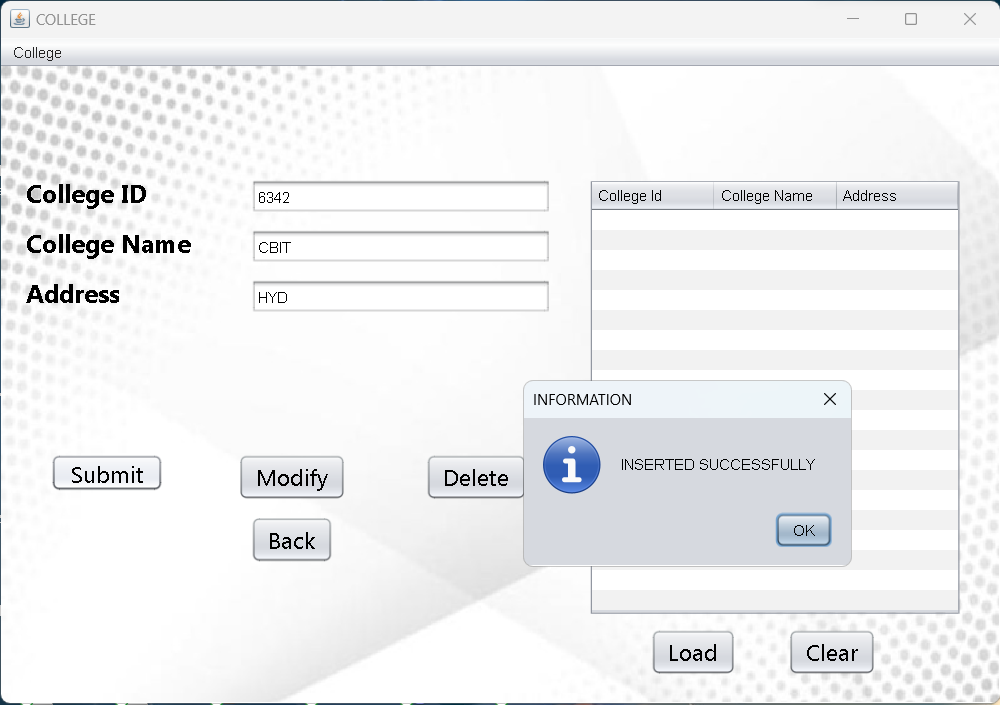 COLLEGE
College
College ID
6342
College Id
College Name
Address
College Name
CBIT
Address
HYD
INFORMATION
INSERTED SUCCESSFULLY
OK
Submit
Modify
Delete
Back
Load
Clear